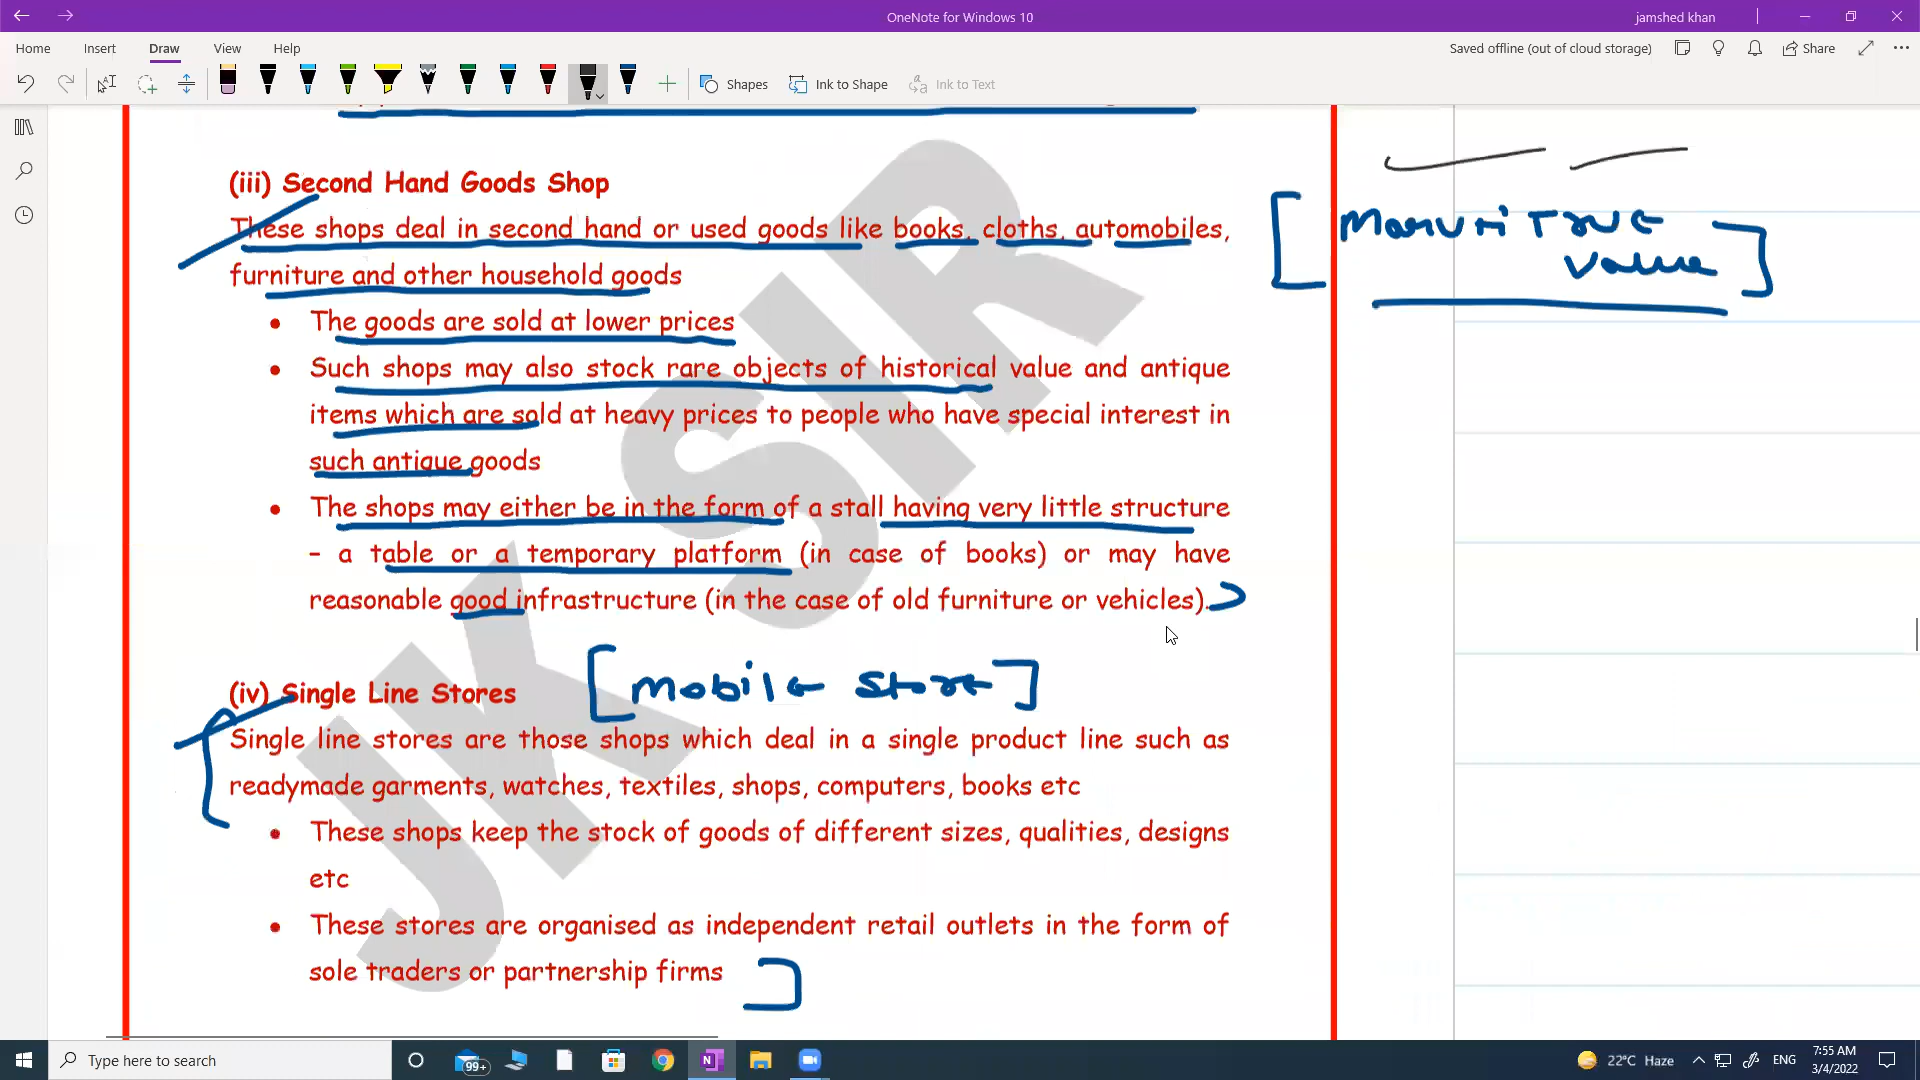 OneNote for Windows 10
jamshed khan
Home Insert Draw View Help
Saved offline (out of cloud storage)
Share
Shapes
Ink to Shape
Ink to Text
(iii) Second Hand Goods Shop
These shops deal in second hand or used goods like books, cloths, automobiles,
furniture and other household goods
[Maruti True
Value]
• The goods are sold at lower prices
• Such shops may also stock rare objects of historical value and antique
items which are sold at heavy prices to people who have special interest in
such antique goods
• The shops may either be in the form of a stall having very little structure
– a table or a temporary platform (in case of books) or may have
reasonable good infrastructure (in the case of old furniture or vehicles).
(iv) Single Line Stores [Mobile Store]
Single line stores are those shops which deal in a single product line such as
readymade garments, watches, textiles, shops, computers, books etc
• These shops keep the stock of goods of different sizes, qualities, designs
etc
• These stores are organised as independent retail outlets in the form of
sole traders or partnership firms
JK SIR
Type here to search
99+
22°C Haze
ENG
7:55 AM
3/4/2022